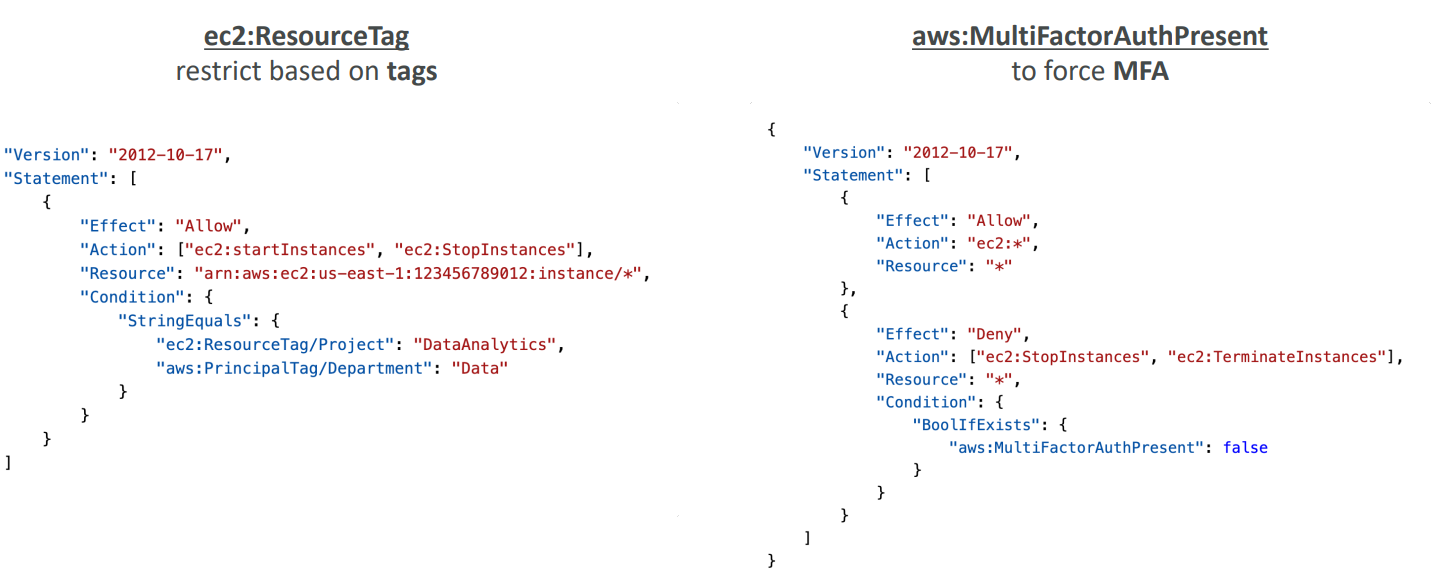 ec2:ResourceTag
restrict based on tags
"Version": "2012-10-17",
"Statement": [
{
"Effect": "Allow",
"Action": ["ec2:startInstances", "ec2:StopInstances"],
"Resource": "arn:aws:ec2:us-east-1:123456789012:instance/*",
"Condition": {
"StringEquals": {
"ec2:ResourceTag/Project": "DataAnalytics",
"aws:PrincipalTag/Department": "Data"
}
}
}
]
aws:MultiFactorAuthPresent
to force MFA
{
"Version": "2012-10-17",
"Statement": [
{
"Effect": "Allow",
"Action": "ec2:*",
"Resource": "*"
},
{
"Effect": "Deny",
"Action": ["ec2:StopInstances", "ec2:TerminateInstances"],
"Resource": "*",
"Condition": {
"BoolIfExists": {
"aws:MultiFactorAuthPresent": false
}
}
}
]
}